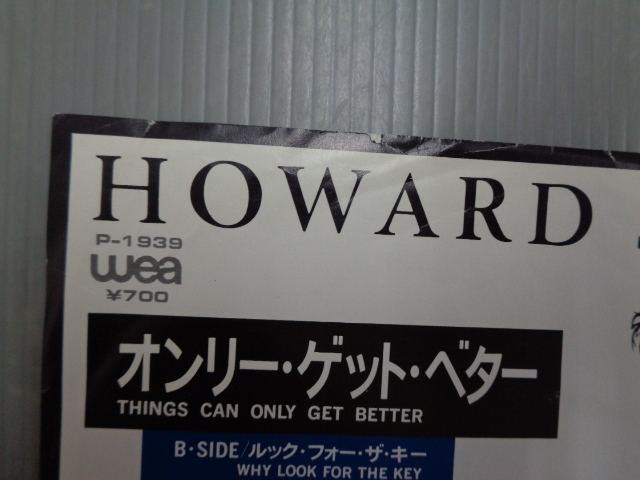 HOWARD
P-1939
wea
¥700
オンリー・ゲット・ベター
THINGS CAN ONLY GET BETTER
B・SIDE/ルック・フォー・ザ・キー
WHY LOOK FOR THE KEY